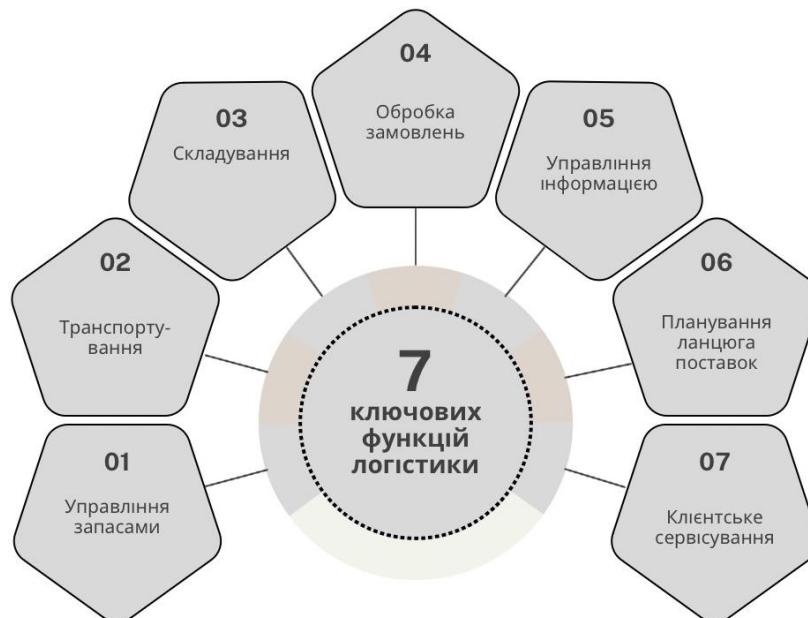 04
Обробка
замовлень
03
Складування
05
Управління
інформацією
02
Транспорту-
вання
06
Планування
ланцюга
поставок
7
ключових
функцій
логістики
01
Управління
запасами
07
Клієнтське
сервісування